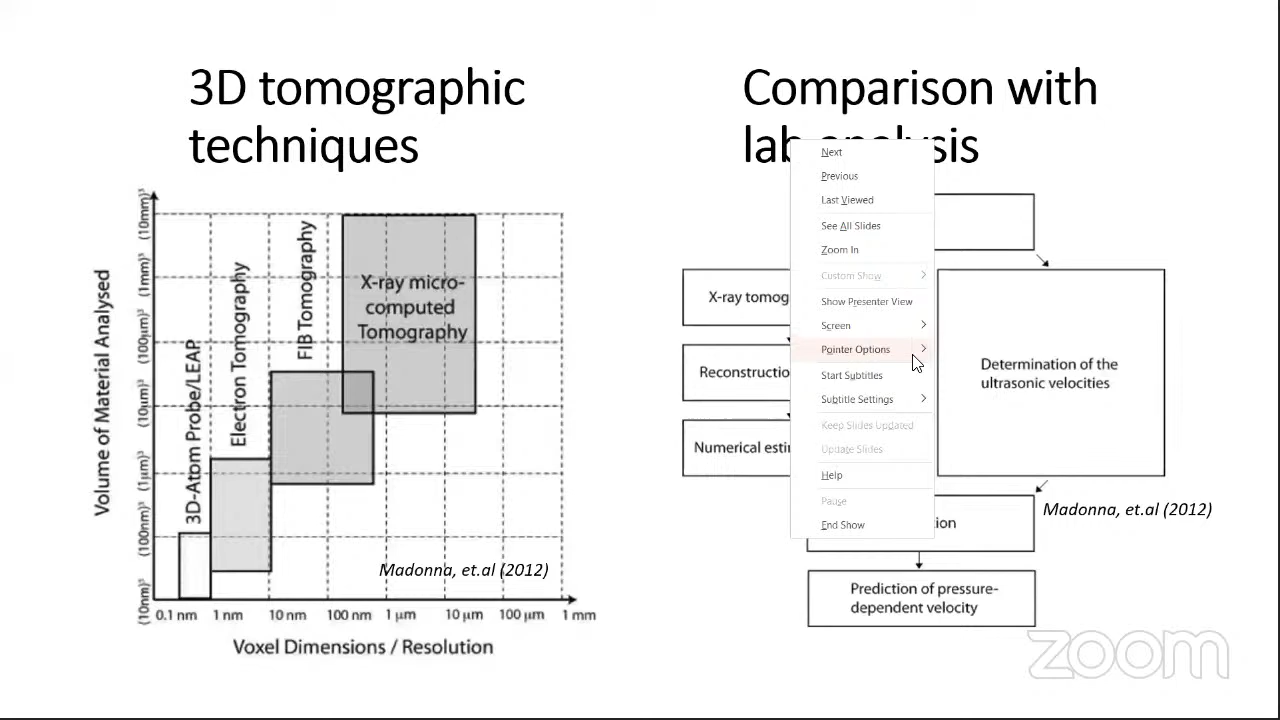 3D tomographic
techniques
Volume of Material Analysed
(10mm)³
(1mm)³
(100μm)³
(10μm)³
(1μm)³
(100nm)³
(10nm)³
3D-Atom Probe/LEAP
Electron Tomography
FIB Tomography
X-ray micro-
computed
Tomography
Madonna, et.al (2012)
0.1 nm 1 nm 10 nm 100 nm 1 μm 10 μm 100 μm 1 mm
Voxel Dimensions / Resolution
Comparison with
lab analysis
X-ray tomog
Reconstructio
Numerical esti
Next
Previous
Last Viewed
See All Slides
Zoom In
Custom Show
Show Presenter View
Screen
Pointer Options
Start Subtitles
Subtitle Settings
Keep Slides Updated
Update Slides
Help
Pause
End Show
Determination of the
ultrasonic velocities
tion
Madonna, et.al (2012)
Prediction of pressure-
dependent velocity
zoom